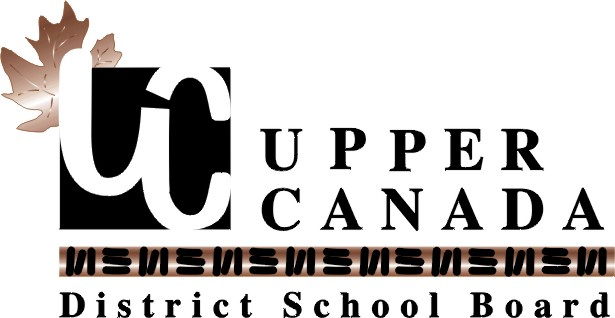 UC
UPPER
CANADA
District School Board